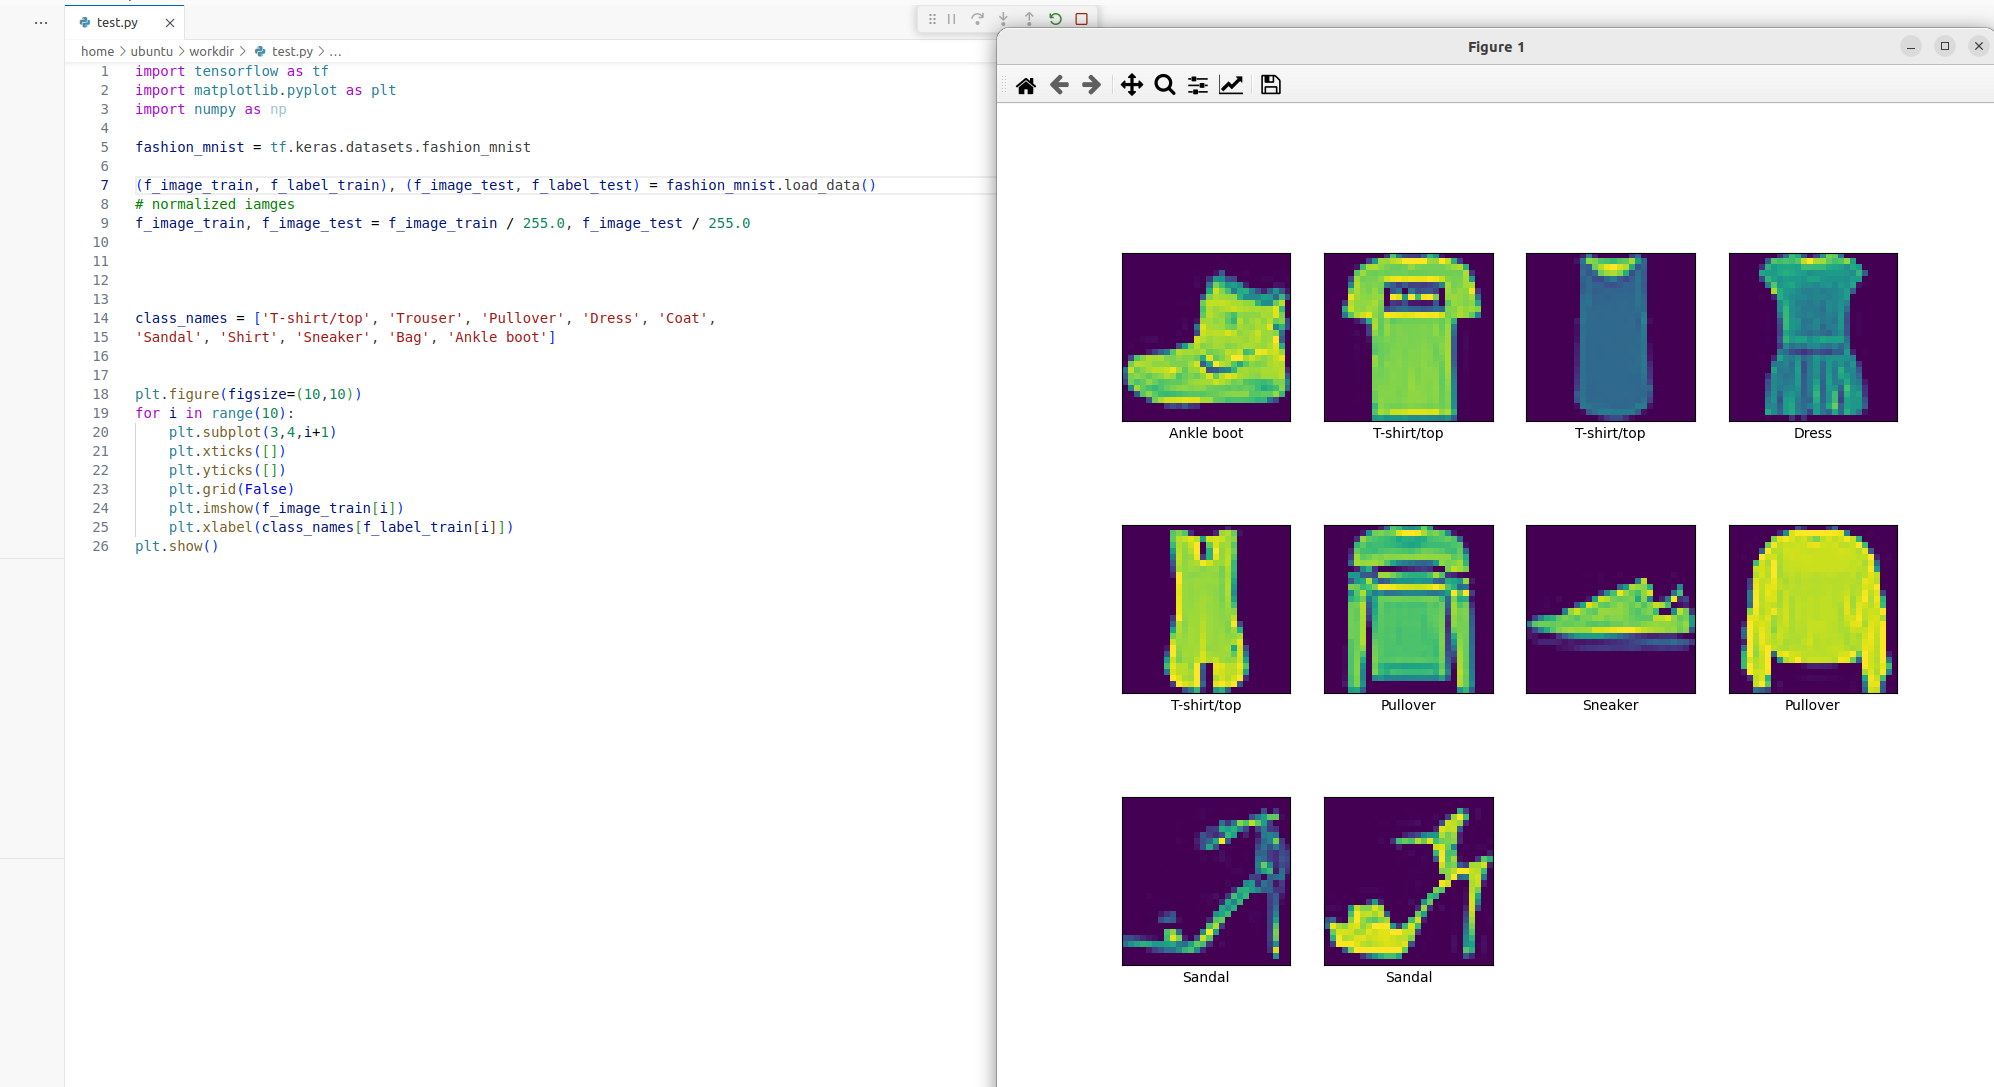 test.py
home > ubuntu > workdir > test.py > ...
1 import tensorflow as tf
2 import matplotlib.pyplot as plt
3 import numpy as np
4
5 fashion_mnist = tf.keras.datasets.fashion_mnist
6
7 (f_image_train, f_label_train), (f_image_test, f_label_test) = fashion_mnist.load_data()
8 # normalized iamges
9 f_image_train, f_image_test = f_image_train / 255.0, f_image_test / 255.0
10
11
12
13
14 class_names = ['T-shirt/top', 'Trouser', 'Pullover', 'Dress', 'Coat',
15 'Sandal', 'Shirt', 'Sneaker', 'Bag', 'Ankle boot']
16
17
18 plt.figure(figsize=(10,10))
19 for i in range(10):
20     plt.subplot(3,4,i+1)
21     plt.xticks([])
22     plt.yticks([])
23     plt.grid(False)
24     plt.imshow(f_image_train[i])
25     plt.xlabel(class_names[f_label_train[i]])
26 plt.show()
Figure 1
Ankle boot
T-shirt/top
T-shirt/top
Dress
T-shirt/top
Pullover
Sneaker
Pullover
Sandal
Sandal